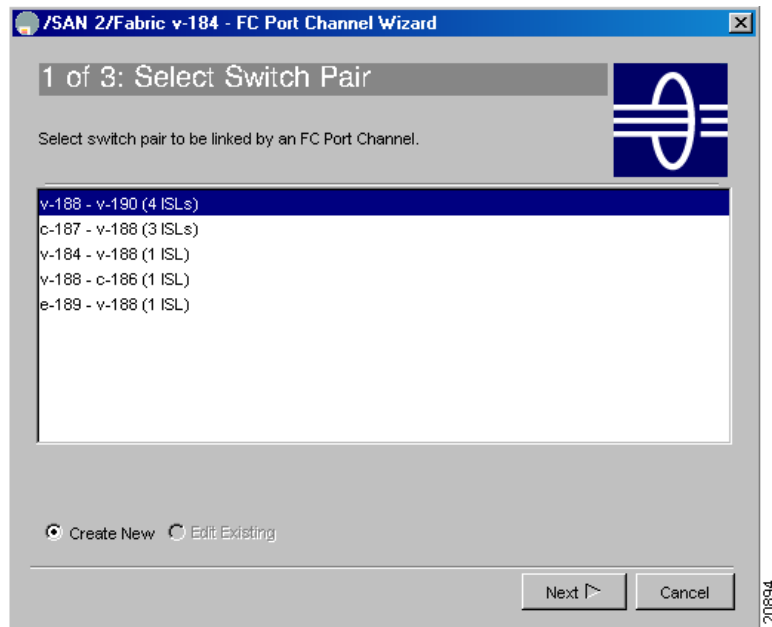 /SAN 2/Fabric v-184 - FC Port Channel Wizard
1 of 3: Select Switch Pair
Select switch pair to be linked by an FC Port Channel.
v-188 - v-190 (4 ISLs)
c-187 - v-188 (3 ISLs)
v-184 - v-188 (1 ISL)
v-188 - c-186 (1 ISL)
e-189 - v-188 (1 ISL)
Create New Edit Existing
Next Cancel
20894